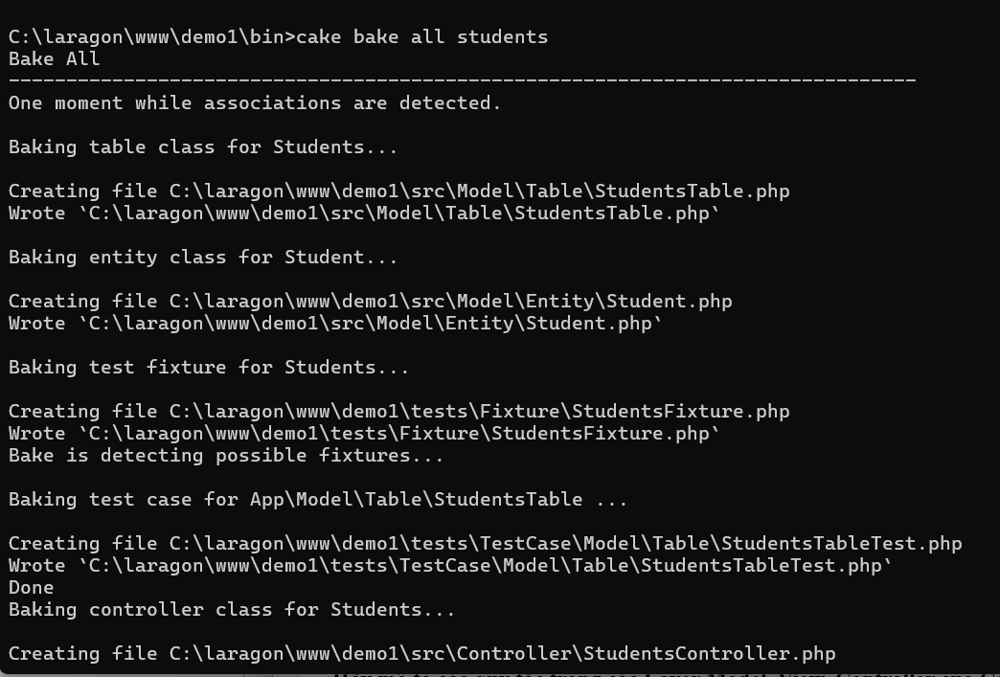 C:\laragon\www\demo1\bin>cake bake all students
Bake All
-------------------------------------------------------------------------------
One moment while associations are detected.
Baking table class for Students...
Creating file C:\laragon\www\demo1\src\Model\Table\StudentsTable.php
Wrote `C:\laragon\www\demo1\src\Model\Table\StudentsTable.php`
Baking entity class for Student...
Creating file C:\laragon\www\demo1\src\Model\Entity\Student.php
Wrote `C:\laragon\www\demo1\src\Model\Entity\Student.php`
Baking test fixture for Students...
Creating file C:\laragon\www\demo1\tests\Fixture\StudentsFixture.php
Wrote `C:\laragon\www\demo1\tests\Fixture\StudentsFixture.php`
Bake is detecting possible fixtures...
Baking test case for App\Model\Table\StudentsTable ...
Creating file C:\laragon\www\demo1\tests\TestCase\Model\Table\StudentsTableTest.php
Wrote `C:\laragon\www\demo1\tests\TestCase\Model\Table\StudentsTableTest.php`
Done
Baking controller class for Students...
Creating file C:\laragon\www\demo1\src\Controller\StudentsController.php